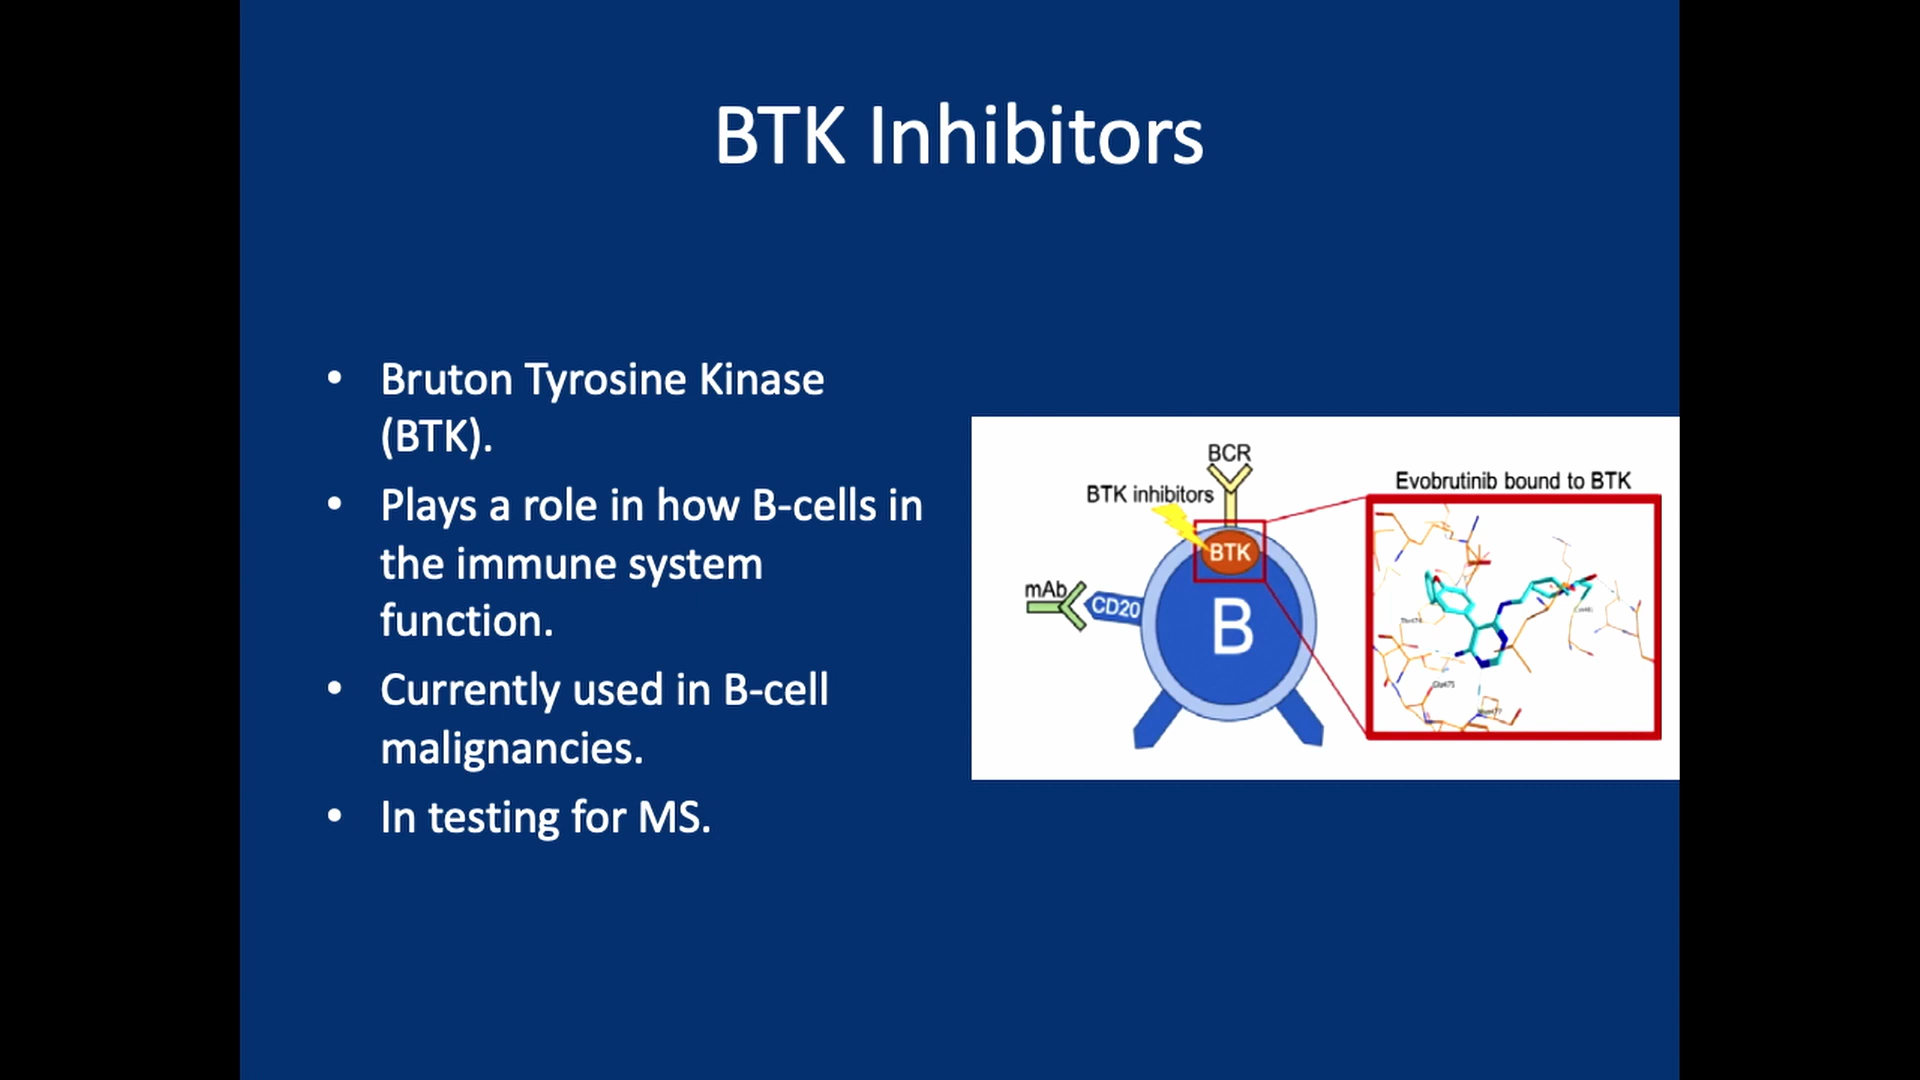 BTK Inhibitors
• Bruton Tyrosine Kinase
(BTK).
• Plays a role in how B-cells in
the immune system
function.
• Currently used in B-cell
malignancies.
• In testing for MS.
BCR
BTK inhibitors
BTK
mAb
CD20
B
Evobrutinib bound to BTK